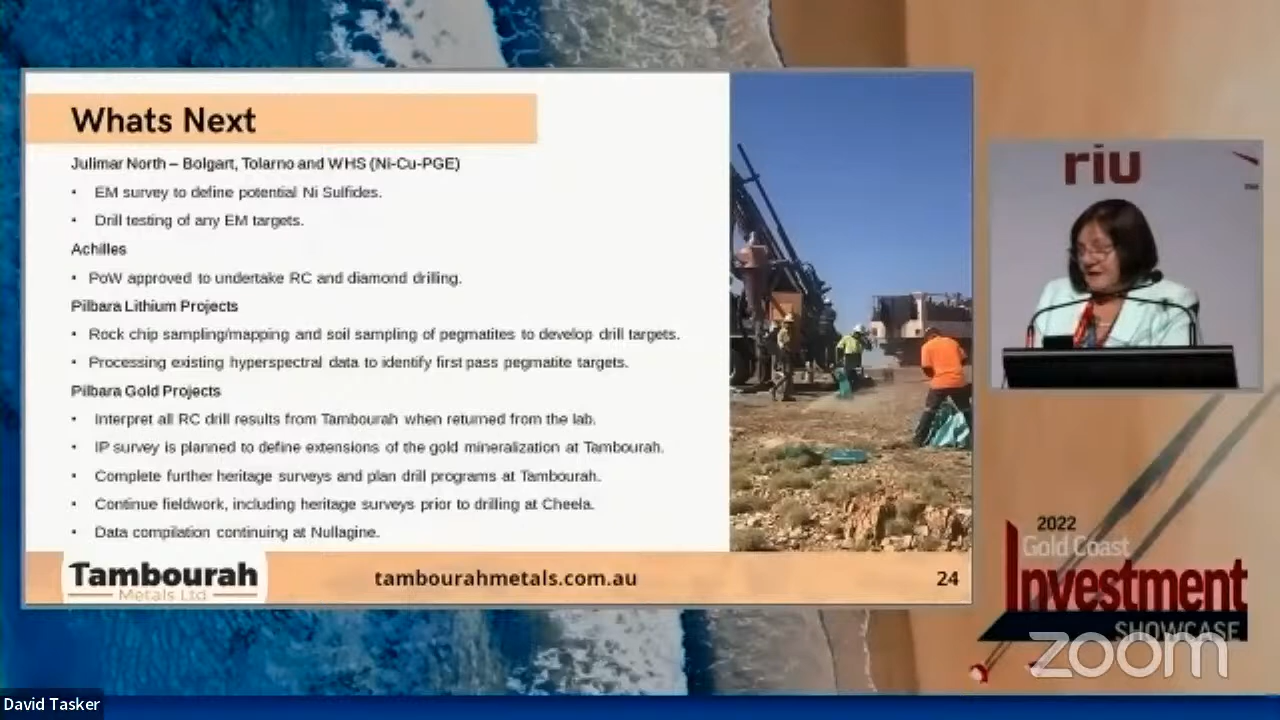 Whats Next
Julimar North – Bolgart, Tolarno and WHS (Ni-Cu-PGE)
• EM survey to define potential Ni Sulfides.
• Drill testing of any EM targets.
Achilles
• PoW approved to undertake RC and diamond drilling.
Pilbara Lithium Projects
• Rock chip sampling/mapping and soil sampling of pegmatites to develop drill targets.
• Processing existing hyperspectral data to identify first pass pegmatite targets.
Pilbara Gold Projects
• Interpret all RC drill results from Tambourah when returned from the lab.
• IP survey is planned to define extensions of the gold mineralization at Tambourah.
• Complete further heritage surveys and plan drill programs at Tambourah.
• Continue fieldwork, including heritage surveys prior to drilling at Cheela.
• Data compilation continuing at Nullagine.
Tambourah
Metals Ltd
tambourahmetals.com.au
24
riu
2022
Gold Coast
Investment
SHOWCASE
zoom
David Tasker